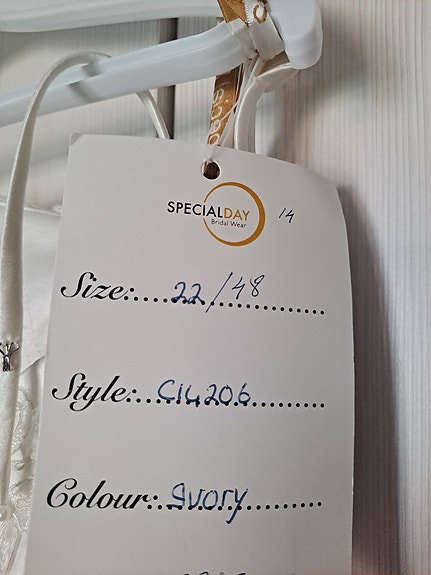 SPECIALDAY 14
Bridal Wear
Size: 22/48
Style: C14206
Colour: Ivory